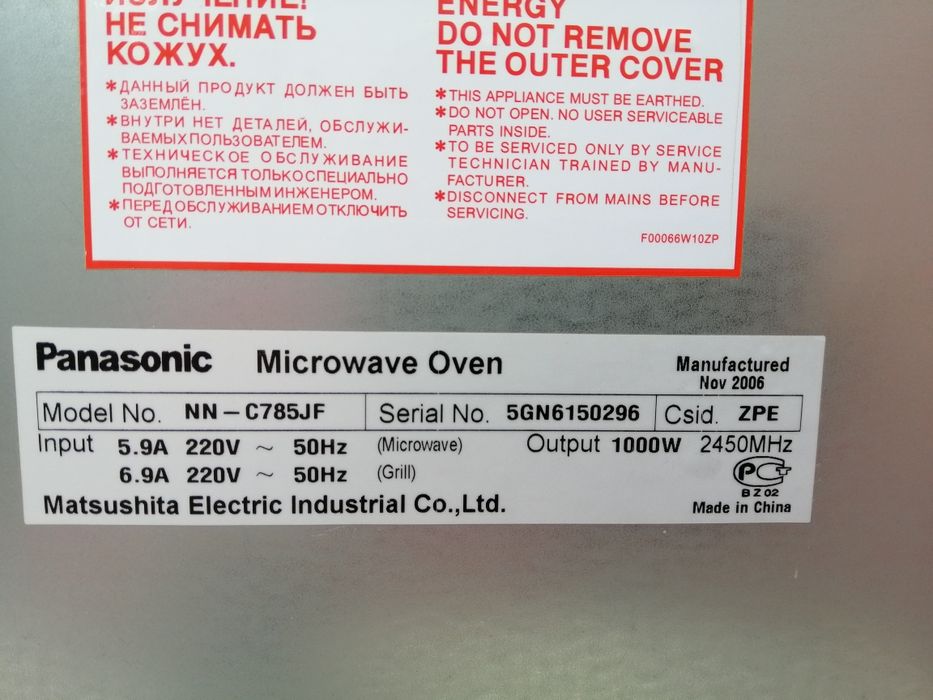 ИЗЛУЧЕНИЕ!
НЕ СНИМАТЬ
КОЖУХ.
*ДАННЫЙ ПРОДУКТ ДОЛЖЕН БЫТЬ
ЗАЗЕМЛЁН.
*ВНУТРИ НЕТ ДЕТАЛЕЙ, ОБСЛУЖИ-
ВАЕМЫХ ПОЛЬЗОВАТЕЛЕМ.
*ТЕХНИЧЕСКОЕ ОБСЛУЖИВАНИЕ
ВЫПОЛНЯЕТСЯ ТОЛЬКО СПЕЦИАЛЬНО
ПОДГОТОВЛЕННЫМ ИНЖЕНЕРОМ.
*ПЕРЕД ОБСЛУЖИВАНИЕМ ОТКЛЮЧИТЬ
ОТ СЕТИ.
ENERGY
DO NOT REMOVE
THE OUTER COVER
*THIS APPLIANCE MUST BE EARTHED.
*DO NOT OPEN. NO USER SERVICEABLE
PARTS INSIDE.
*TO BE SERVICED ONLY BY SERVICE
TECHNICIAN TRAINED BY MANU-
FACTURER.
*DISCONNECT FROM MAINS BEFORE
SERVICING.
F00066W10ZP
Panasonic Microwave Oven Manufactured
Nov 2006
Model No. NN-C785JF Serial No. 5GN6150296 Csid. ZPE
Input 5.9A 220V ~ 50Hz (Microwave) Output 1000W 2450MHz
6.9A 220V ~ 50Hz (Grill)
РСТ
BZ02
Matsushita Electric Industrial Co.,Ltd. Made in China